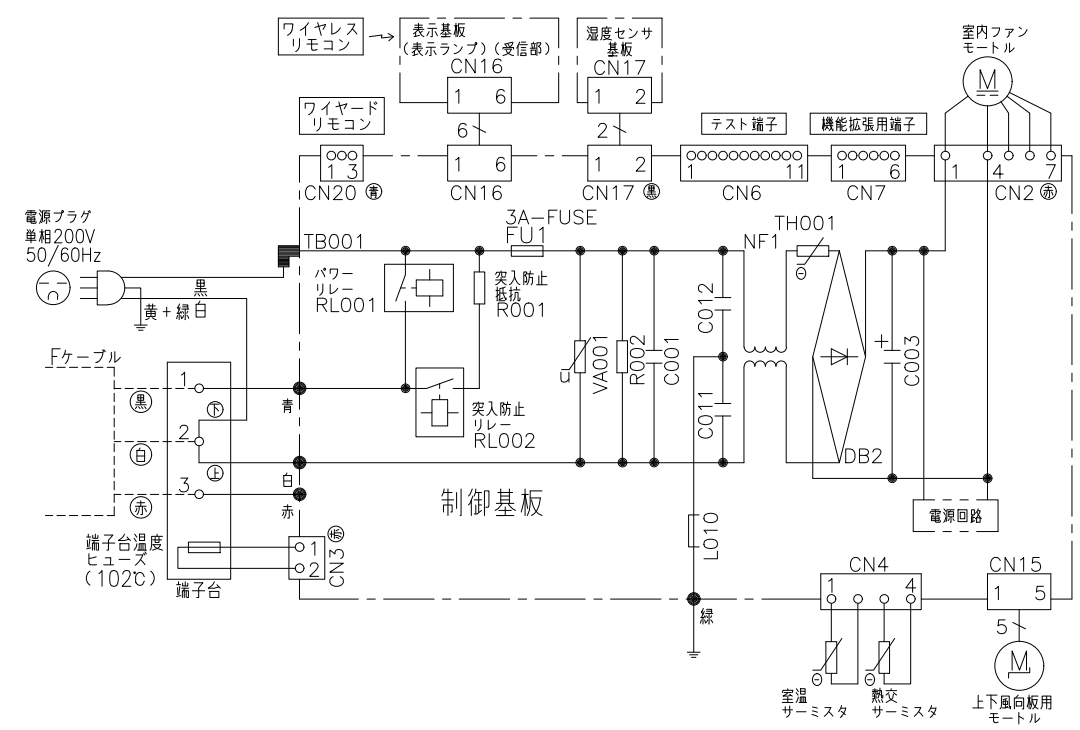 ワイヤレス
リモコン
表示基板
(表示ランプ)(受信部)
CN16
1 6
6
湿度センサ
基板
CN17
1 2
2
室内ファン
モートル
M
ワイヤード
リモコン
テスト端子
機能拡張用端子
1 3
CN20 青
1 6
CN16
1 2
CN17 黒
1 11
CN6
1 6
CN7
1 4 7
CN2 赤
電源プラグ
単相200V
50/60Hz
黒
黄+緑 白
TB001
パワー
リレー
RL001
突入防止
抵抗
R001
3A-FUSE
FU1
NF1
TH001
θ
u
VA001
R002
C001
C012
C011
DB2
+
C003
Fケーブル
黒
白
赤
1
下
2
上
3
青
白
赤
突入防止
リレー
RL002
制御基板
L010
緑
電源回路
端子台温度
ヒューズ
(102℃)
端子台
1
2
CN3 赤
CN4
1 4
θ
θ
室温
サーミスタ
熱交
サーミスタ
CN15
1 5
5
M
上下風向板用
モートル